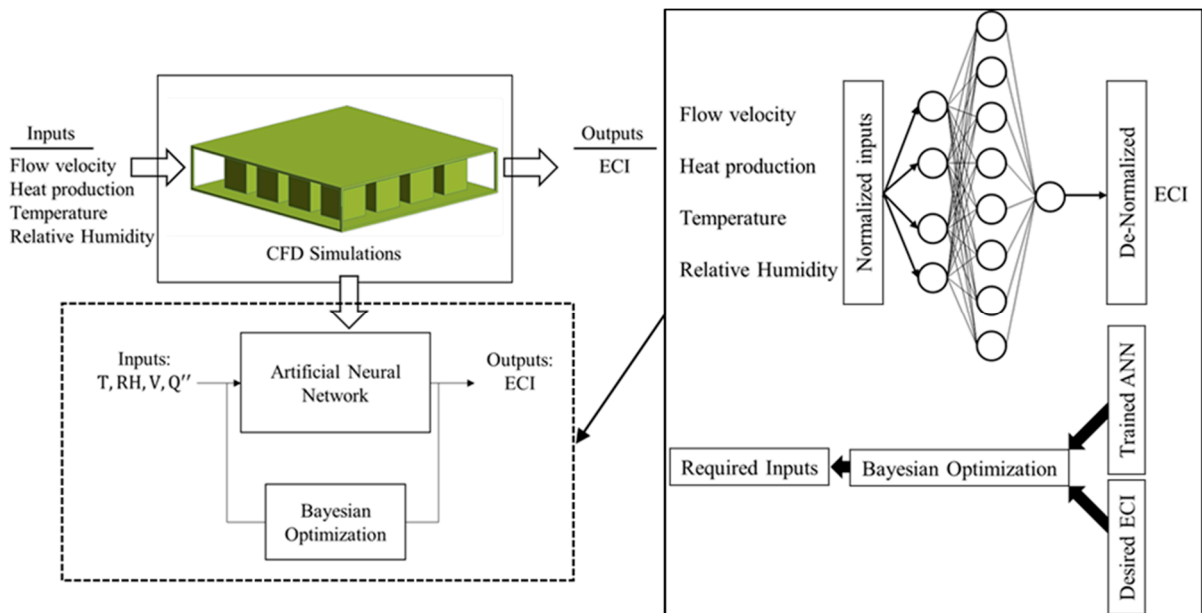 Inputs
Flow velocity
Heat production
Temperature
Relative Humidity
CFD Simulations
Outputs
ECI
Inputs:
T, RH, V, Q′′
Artificial Neural
Network
Outputs:
ECI
Bayesian
Optimization
Flow velocity
Heat production
Temperature
Relative Humidity
Normalized inputs
De-Normalized
ECI
Required Inputs
Bayesian Optimization
Trained ANN
Desired ECI